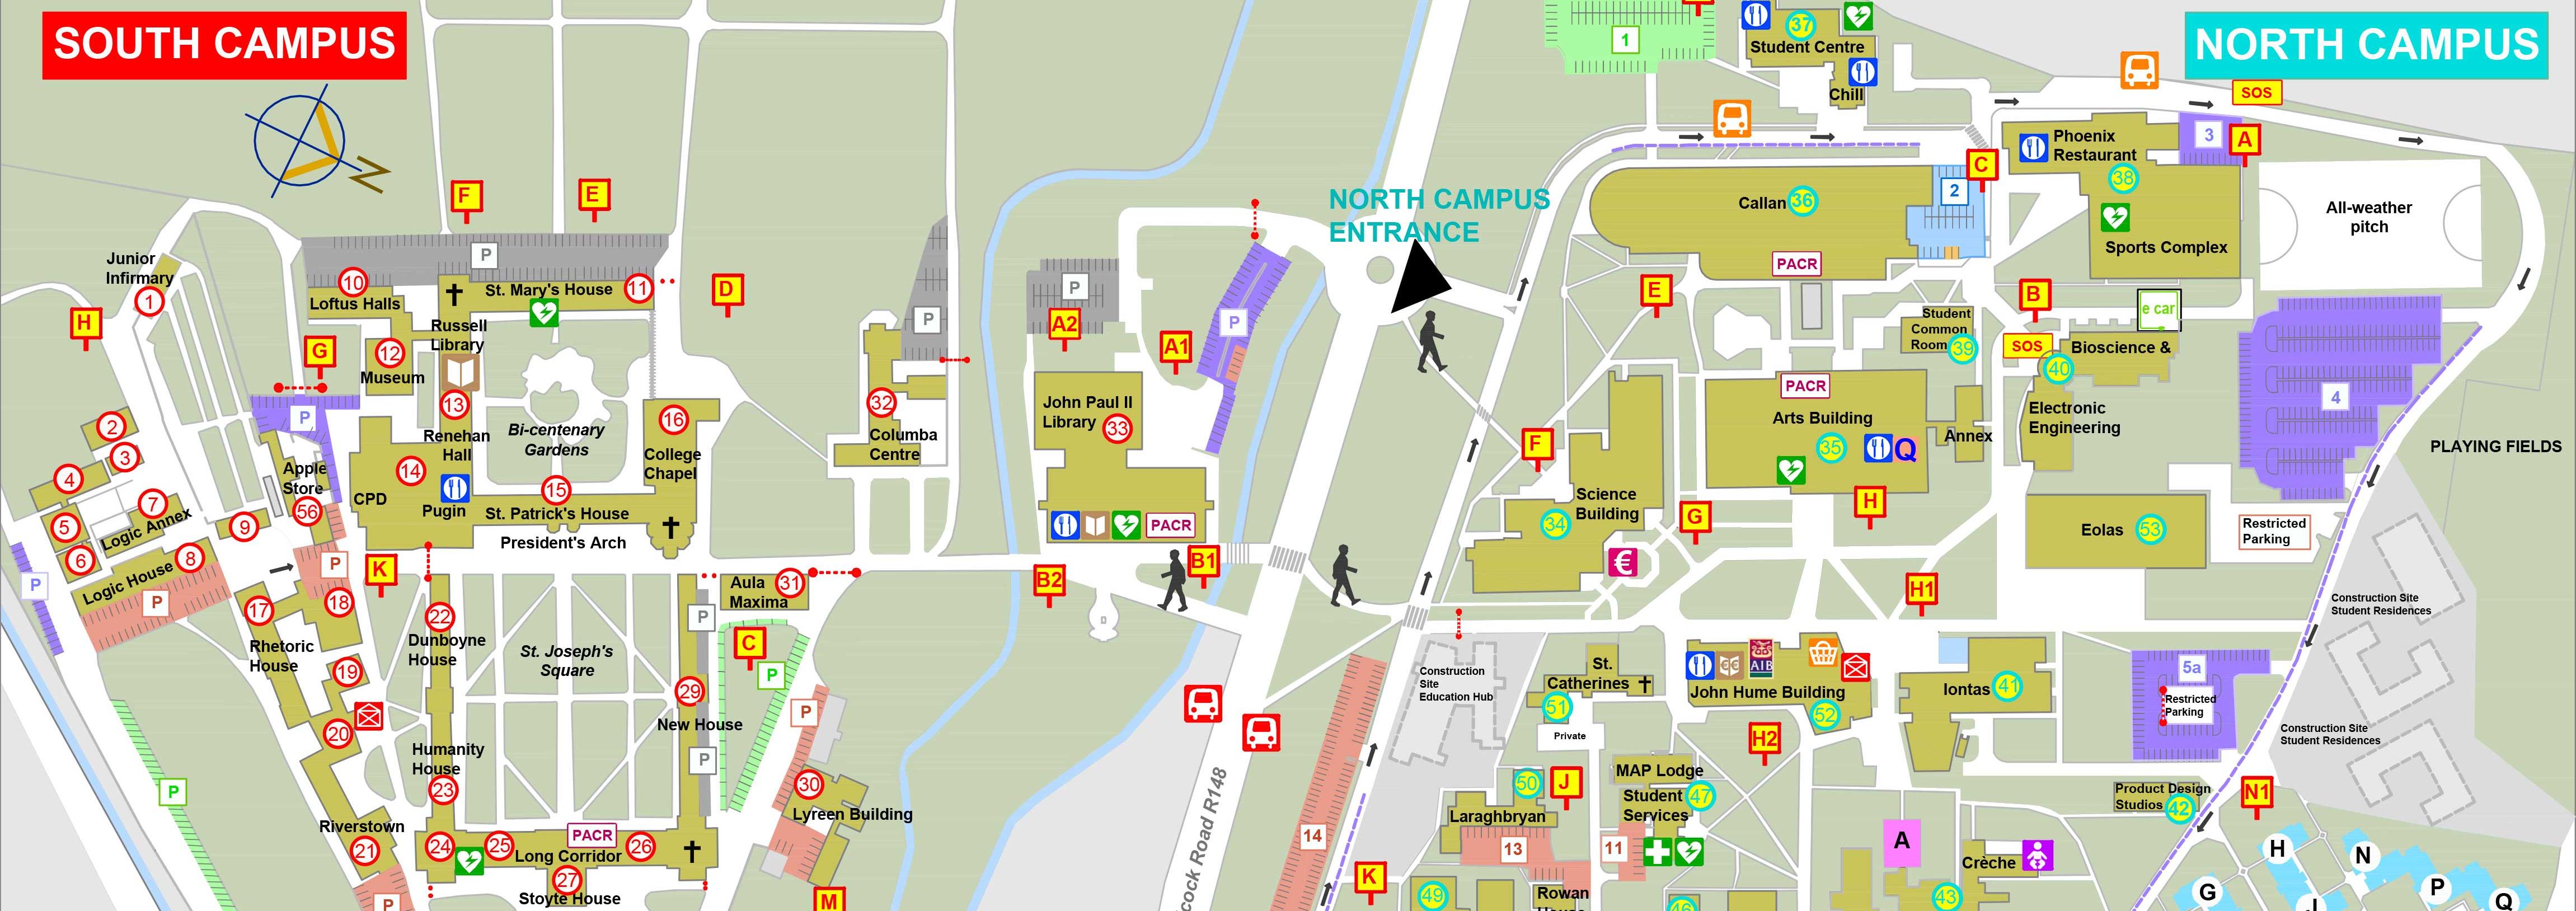 SOUTH CAMPUS
NORTH CAMPUS
N
1
37
Student Centre
Chill
SOS
Phoenix
Restaurant
38
3
A
C
2
Callan
36
PACR
Sports Complex
All-weather
pitch
NORTH CAMPUS
ENTRANCE
F
E
Junior
Infirmary
1
H
G
P
10
Loftus Halls
St. Mary's House
11
D
Russell
Library
12
Museum
13
Renehan
Hall
Bi-centenary
Gardens
16
College
Chapel
P
32
Columba
Centre
P
A2
A1
P
John Paul II
Library
33
PACR
B1
B2
E
F
Student
Common
Room
39
B
SOS
e car
Bioscience &
40
Electronic
Engineering
4
PLAYING FIELDS
PACR
Arts Building
35
Q
Annex
H
Science
Building
34
G
€
Eolas
53
Restricted
Parking
H1
2
3
4
5
6
7
Logic Annex
Logic House
8
9
P
P
P
Apple
Store
56
P
14
CPD
Pugin
15
St. Patrick's House
President's Arch
K
17
18
Rhetoric
House
19
20
22
Dunboyne
House
St. Joseph's
Square
Humanity
House
23
Aula
Maxima
31
P
C
P
29
New House
P
P
30
Lyreen Building
P
Riverstown
21
24
25
PACR
Long Corridor
26
27
Stoyte House
P
M
cock Road R148
14
K
Construction
Site
Education Hub
St.
Catherines
51
Private
50
J
Laraghbryan
13
49
MAP Lodge
Student
Services
47
11
Rowan
46
€€
AIB
John Hume Building
52
H2
Iontas
41
5a
Restricted
Parking
Construction Site
Student Residences
Construction Site
Student Residences
Product Design
Studios
42
N1
A
Crèche
43
H
N
G
J
P
Q